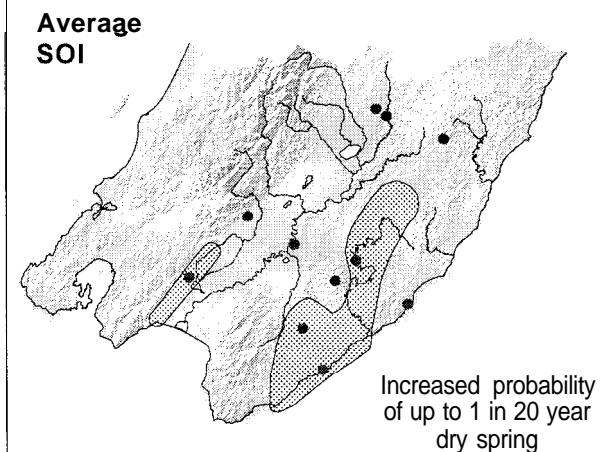 Average
SOI
Increased probability
of up to 1 in 20 year
dry spring